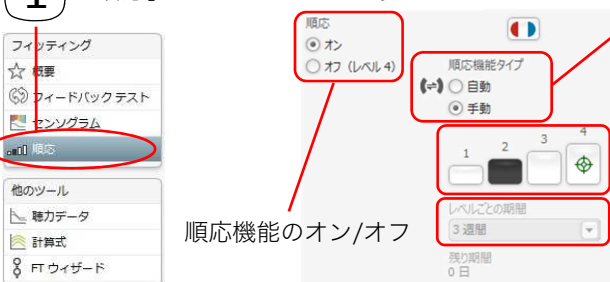 1
フィッティング
概要
フィードバック テスト
センソグラム
順応
他のツール
聴力データ
計算式
FT ウィザード
順応
オン
オフ (レベル 4)
順応機能のオン/オフ
順応機能タイプ
自動
手動
1
2
3
4
レベルごとの期間
3 週間
残り期間
0 日